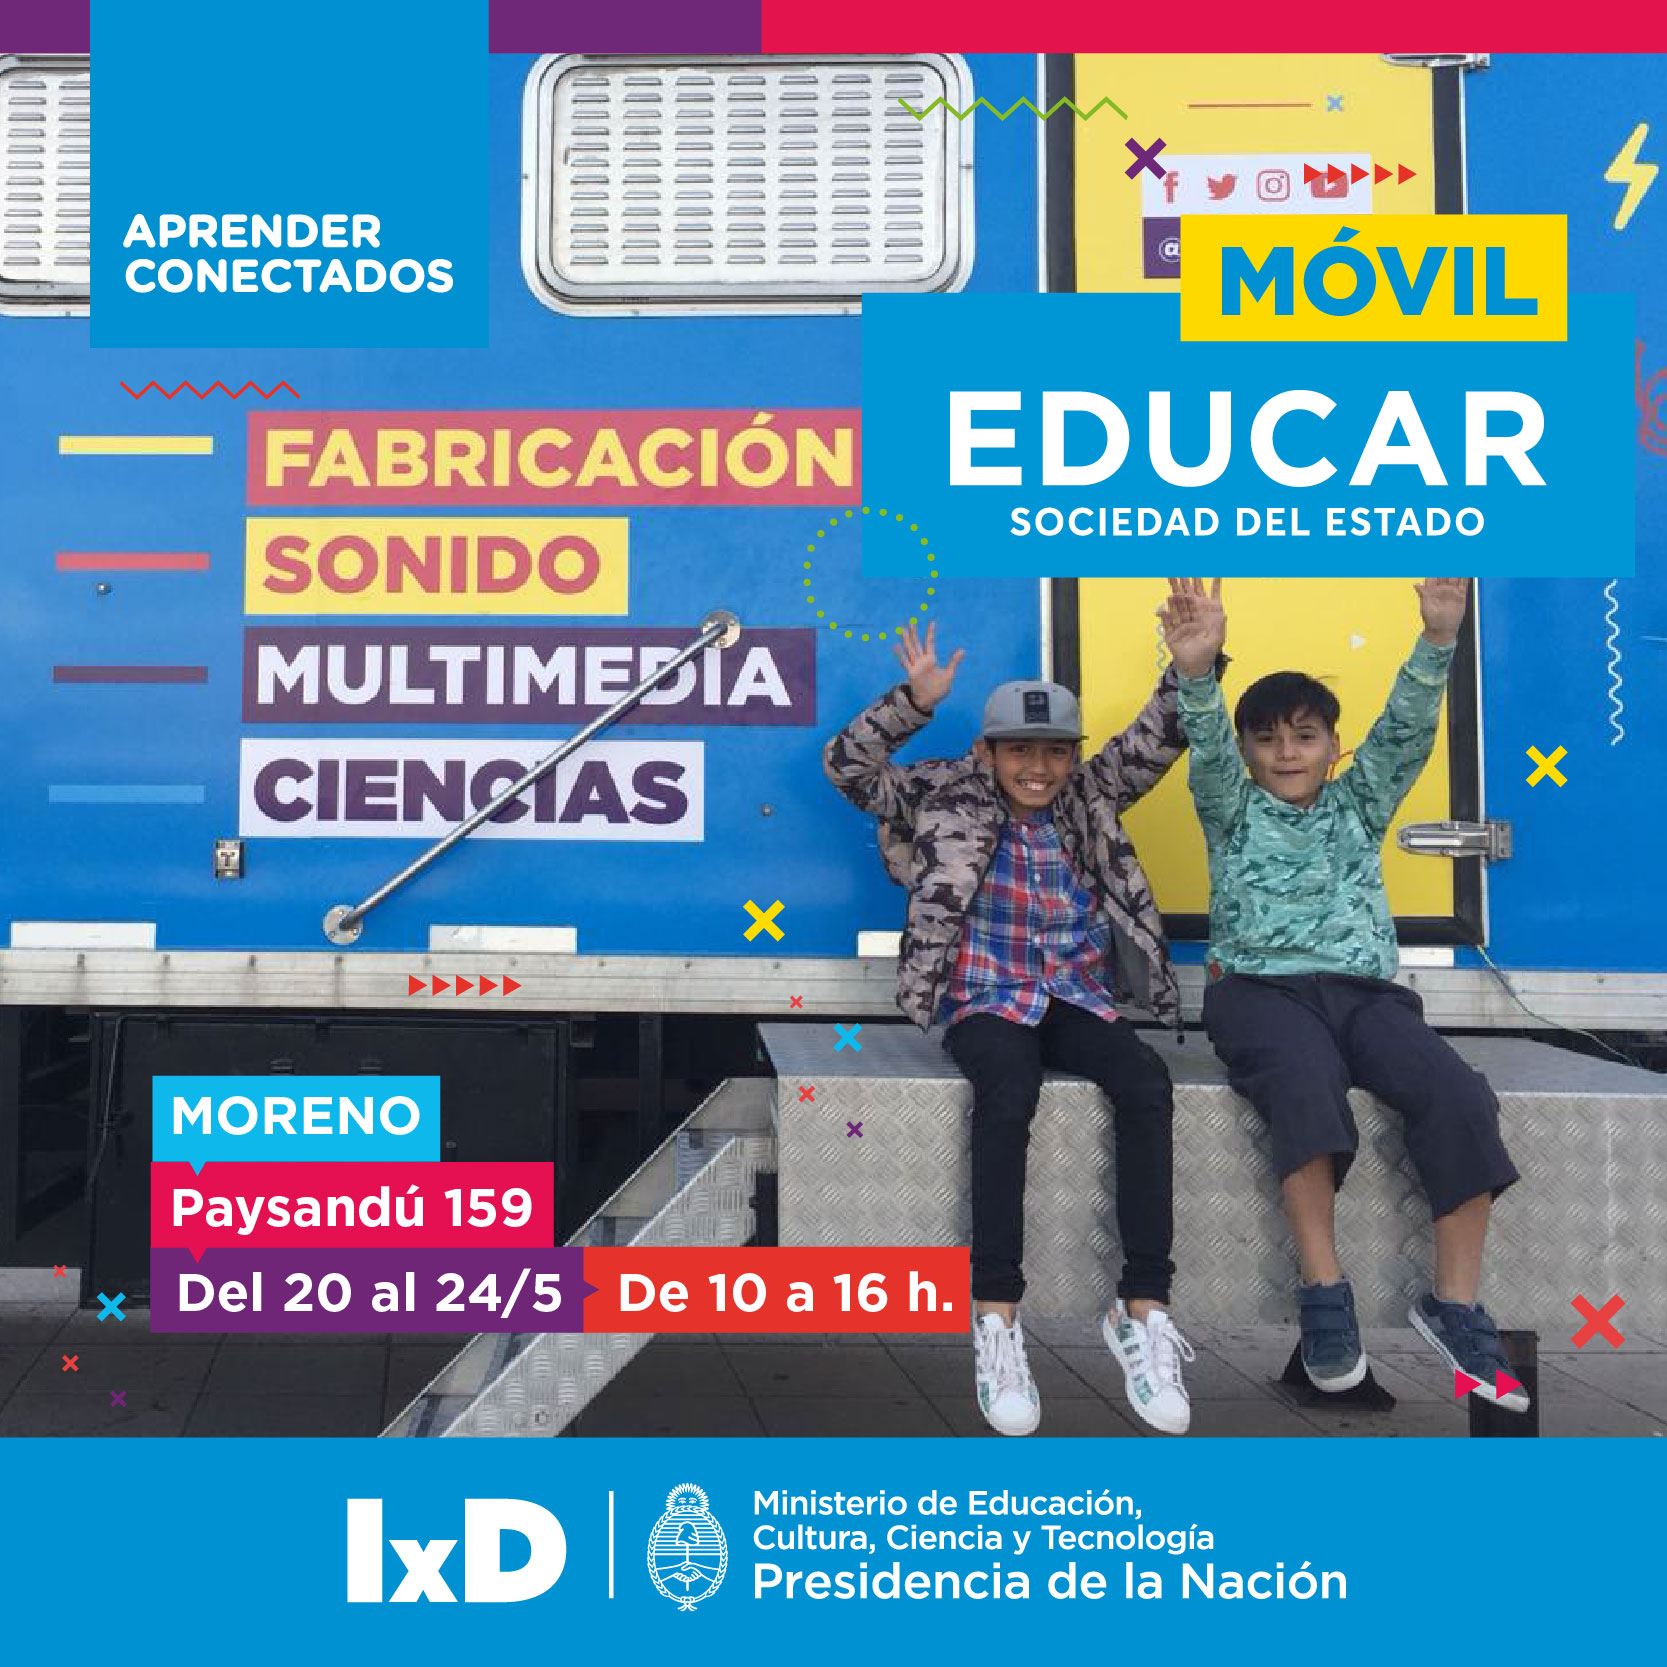 APRENDER
CONECTADOS
MÓVIL
EDUCAR
SOCIEDAD DEL ESTADO
FABRICACIÓN
SONIDO
MULTIMEDIA
CIENCIAS
MORENO
Paysandú 159
Del 20 al 24/5 De 10 a 16 h.
IxD
Ministerio de Educación,
Cultura, Ciencia y Tecnología
Presidencia de la Nación